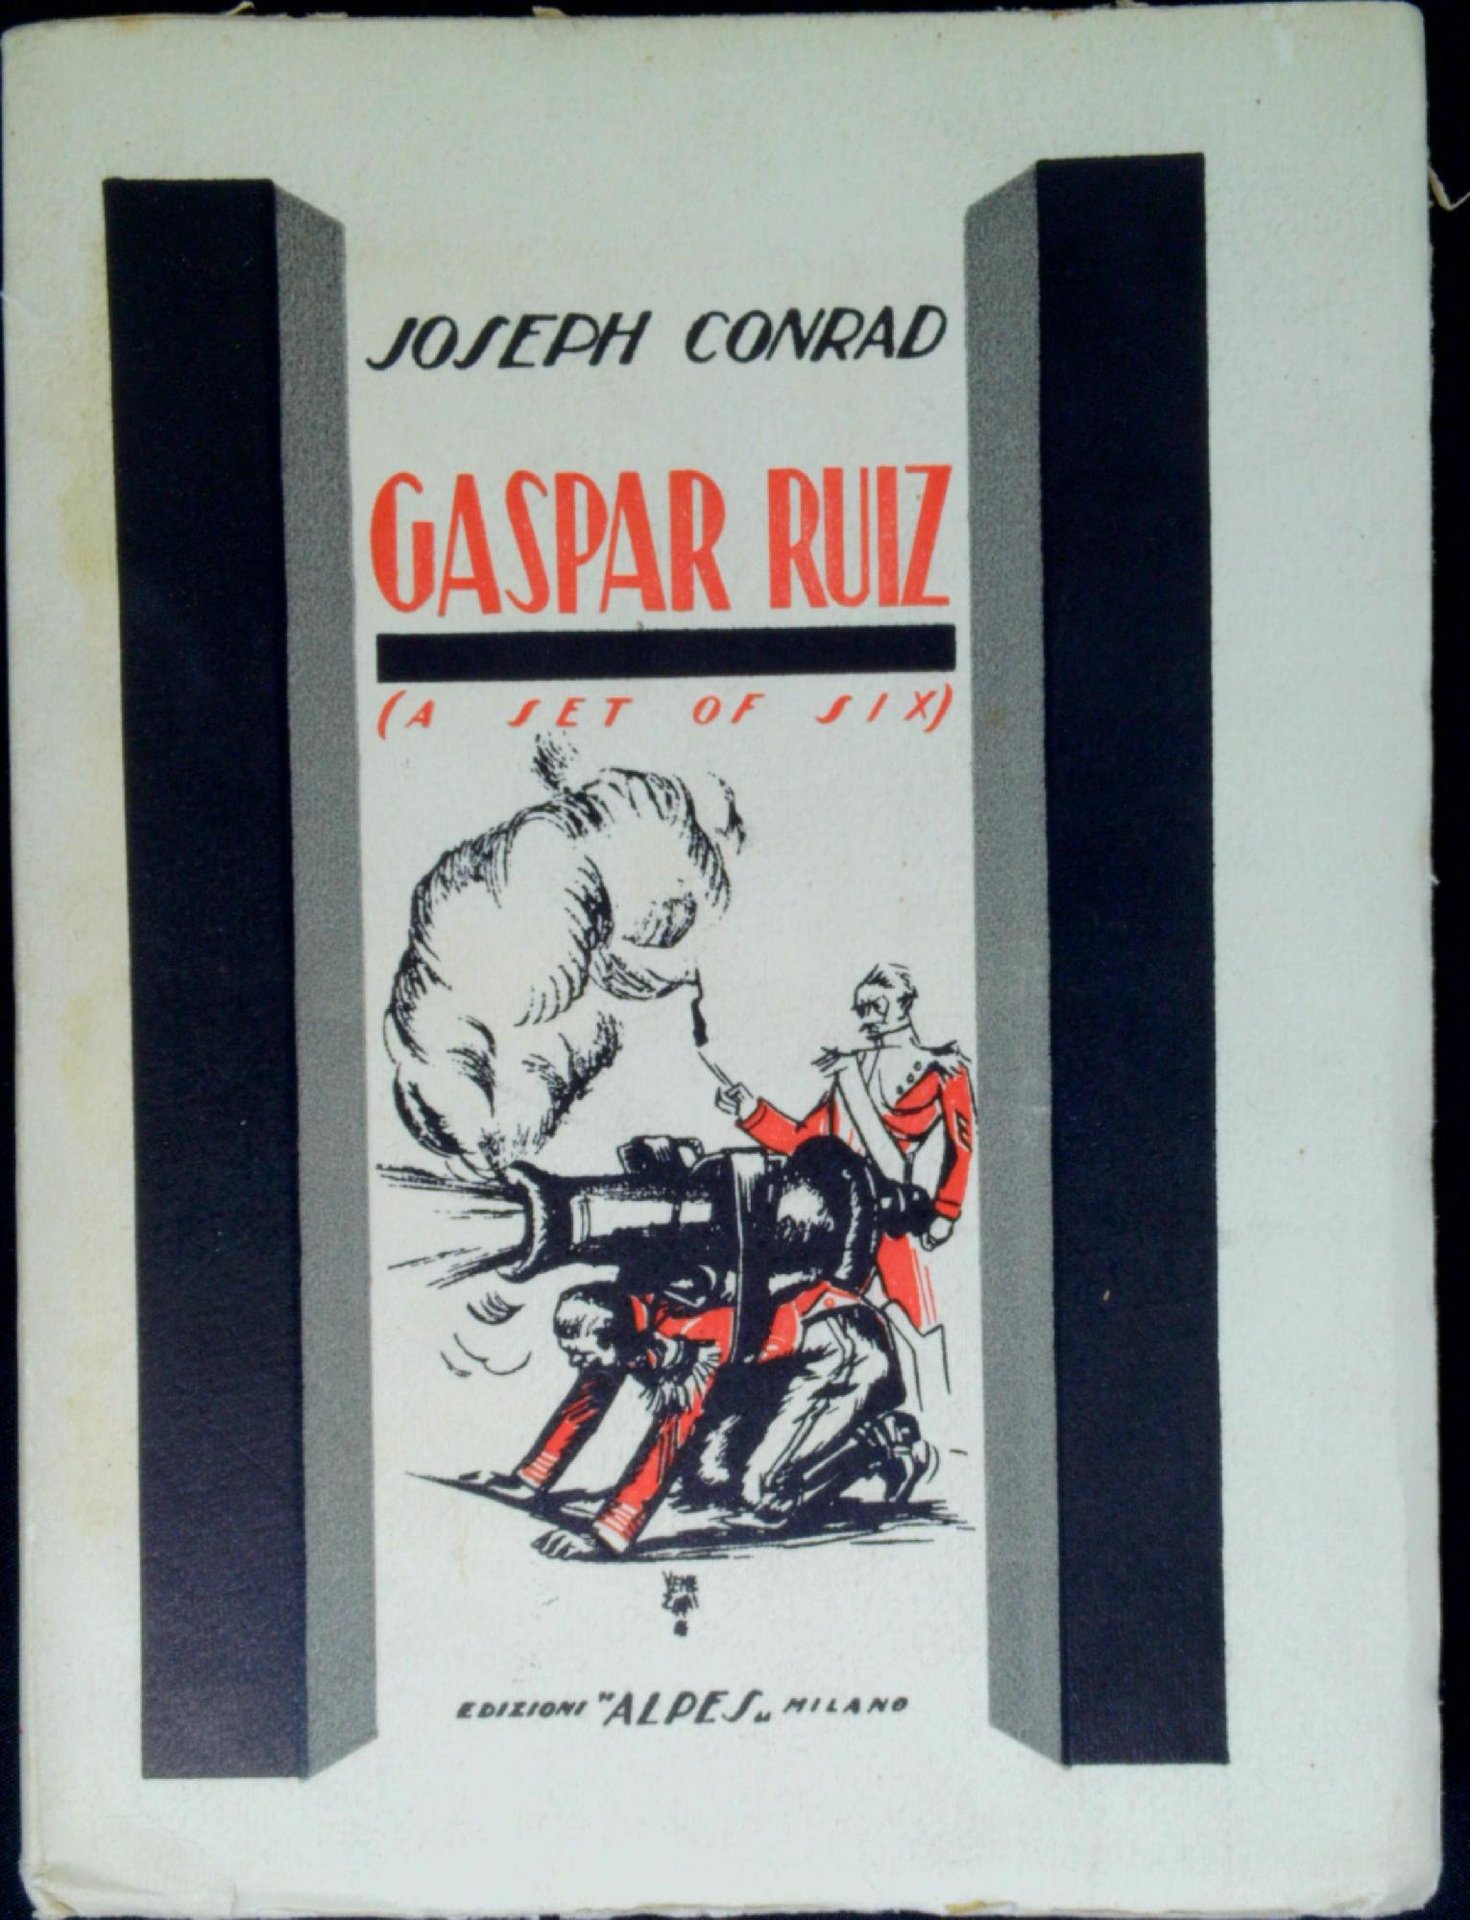 JOSEPH CONRAD
GASPAR RUIZ
(A SET OF SIX)
EDIZIONI "ALPES" MILANO